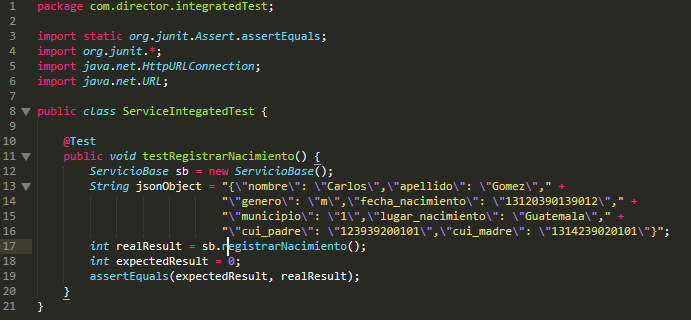 1 package com.director.integratedTest;
2
3 import static org.junit.Assert.assertEquals;
4 import org.junit.*;
5 import java.net.HttpURLConnection;
6 import java.net.URL;
7
8 public class ServiceIntegatedTest {
9
10 @Test
11 public void testRegistrarNacimiento() {
12 ServicioBase sb = new ServicioBase();
13 String jsonObject = "{\"nombre\": \"Carlos\",\"apellido\": \"Gomez\"," +
14 "\"genero\": \"m\",\"fecha_nacimiento\": \"13120390139012\"," +
15 "\"municipio\": \"1\",\"lugar_nacimiento\": \"Guatemala\"," +
16 "\"cui_padre\": \"123939200101\",\"cui_madre\": \"1314239020101\"}";
17 int realResult = sb.registrarNacimiento();
18 int expectedResult = 0;
19 assertEquals(expectedResult, realResult);
20 }
21 }